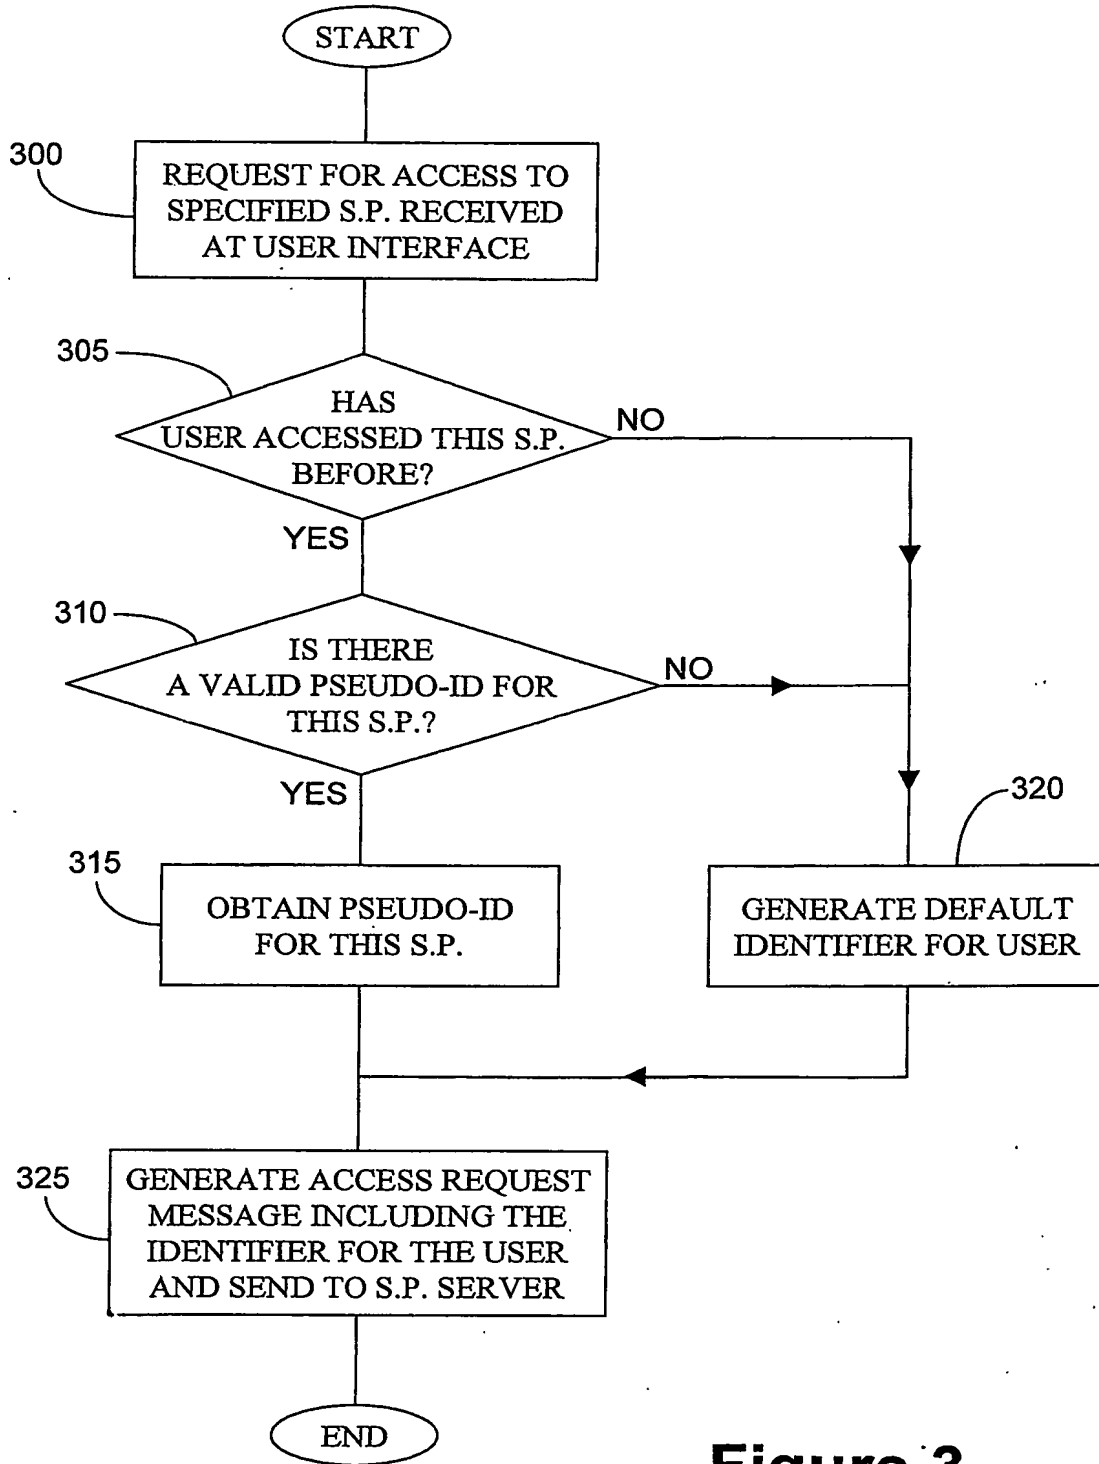 START
300
REQUEST FOR ACCESS TO
SPECIFIED S.P. RECEIVED
AT USER INTERFACE
305
HAS
USER ACCESSED THIS S.P.
BEFORE?
NO
YES
310
IS THERE
A VALID PSEUDO-ID FOR
THIS S.P.?
NO
YES
315
OBTAIN PSEUDO-ID
FOR THIS S.P.
320
GENERATE DEFAULT
IDENTIFIER FOR USER
325
GENERATE ACCESS REQUEST
MESSAGE INCLUDING THE
IDENTIFIER FOR THE USER
AND SEND TO S.P. SERVER
END
Figure 3